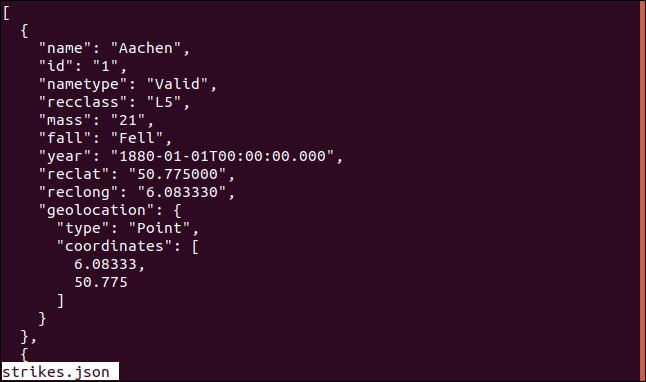 [
  {
    "name": "Aachen",
    "id": "1",
    "nametype": "Valid",
    "recclass": "L5",
    "mass": "21",
    "fall": "Fell",
    "year": "1880-01-01T00:00:00.000",
    "reclat": "50.775000",
    "reclong": "6.083330",
    "geolocation": {
      "type": "Point",
      "coordinates": [
        6.08333,
        50.775
      ]
    }
  },
  {
strikes.json